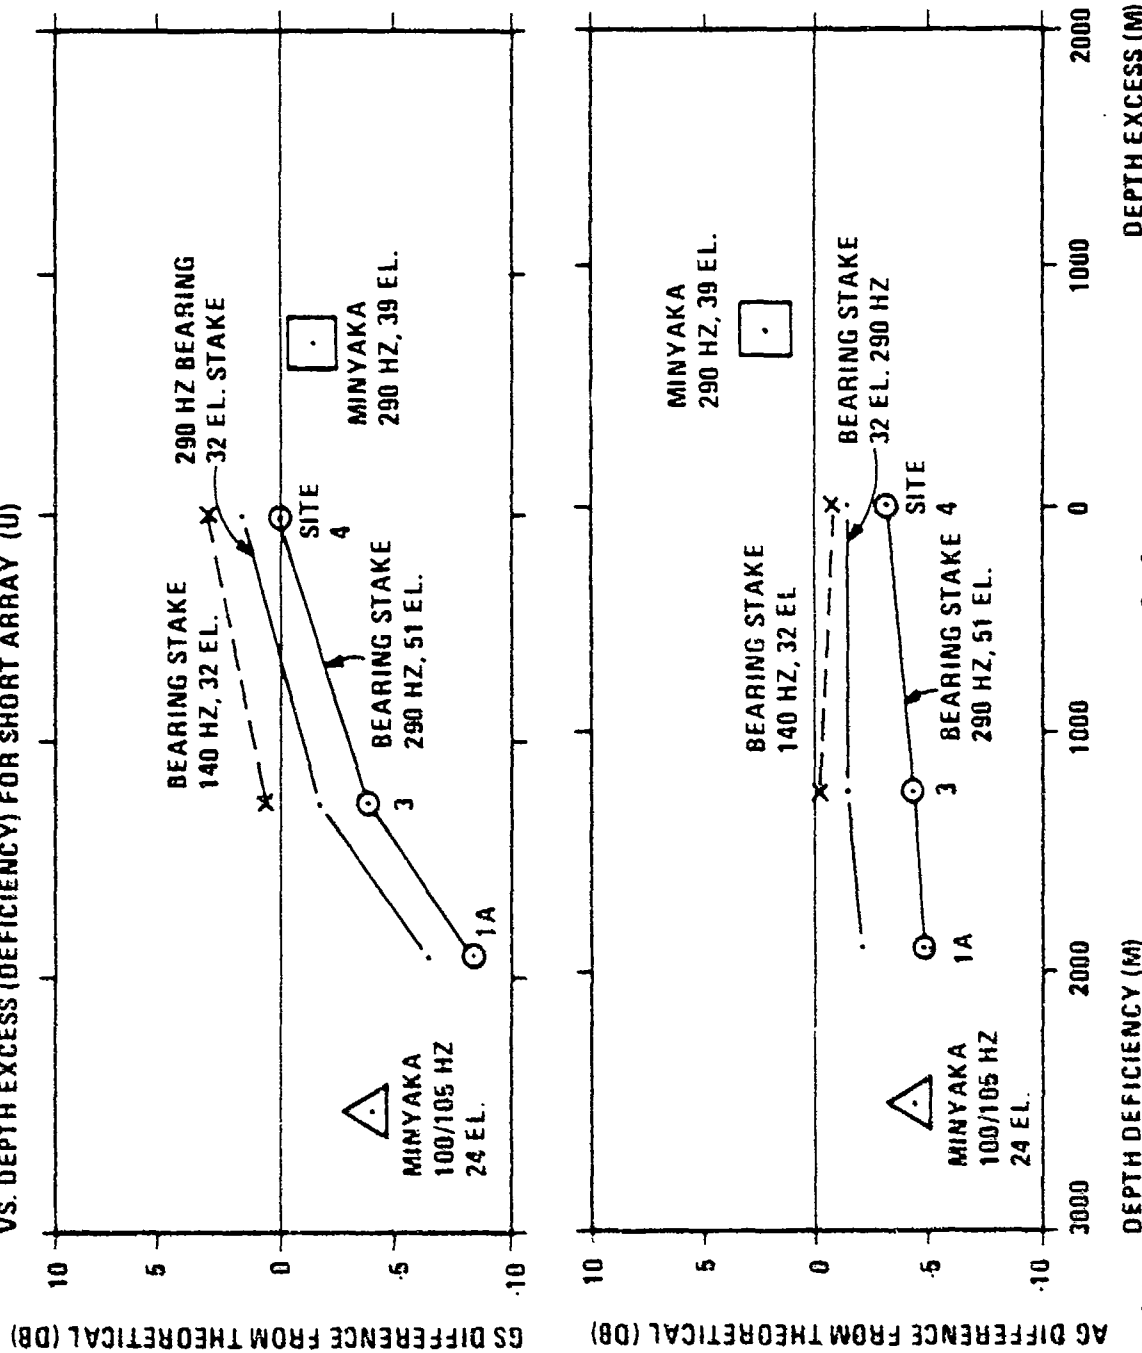 VS. DEPTH EXCESS (DEFICIENCY) FOR SHORT ARRAY (U)
GS DIFFERENCE FROM THEORETICAL (DB)
10
5
0
-5
-10
MINYAKA
100/105 HZ
24 EL.
BEARING STAKE
140 HZ, 32 EL.
290 HZ BEARING
32 EL. STAKE
1A
3
SITE
4
BEARING STAKE
290 HZ, 51 EL.
MINYAKA
290 HZ, 39 EL.
AG DIFFERENCE FROM THEORETICAL (DB)
10
5
0
-5
-10
MINYAKA
100/105 HZ
24 EL.
BEARING STAKE
140 HZ, 32 EL
BEARING STAKE
32 EL. 290 HZ
1A
3
SITE
4
BEARING STAKE
290 HZ, 51 EL.
MINYAKA
290 HZ, 39 EL.
3000
2000
1000
0
1000
2000
DEPTH DEFICIENCY (M)
DEPTH EXCESS (M)